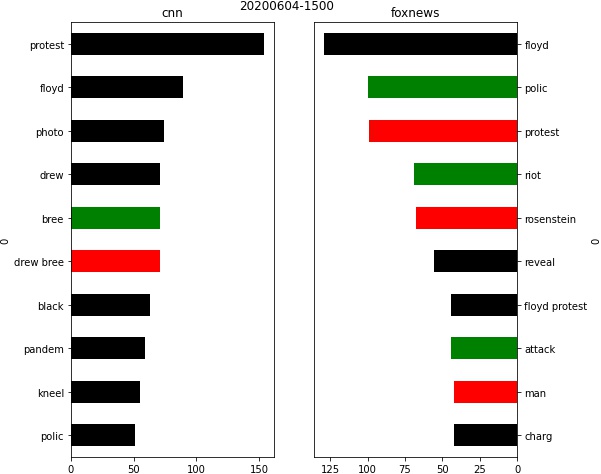 20200604-1500
cnn
foxnews
protest
floyd
photo
drew
bree
drew bree
black
pandem
kneel
polic
0
0 50 100 150
floyd
polic
protest
riot
rosenstein
reveal
floyd protest
attack
man
charg
0
125 100 75 50 25 0